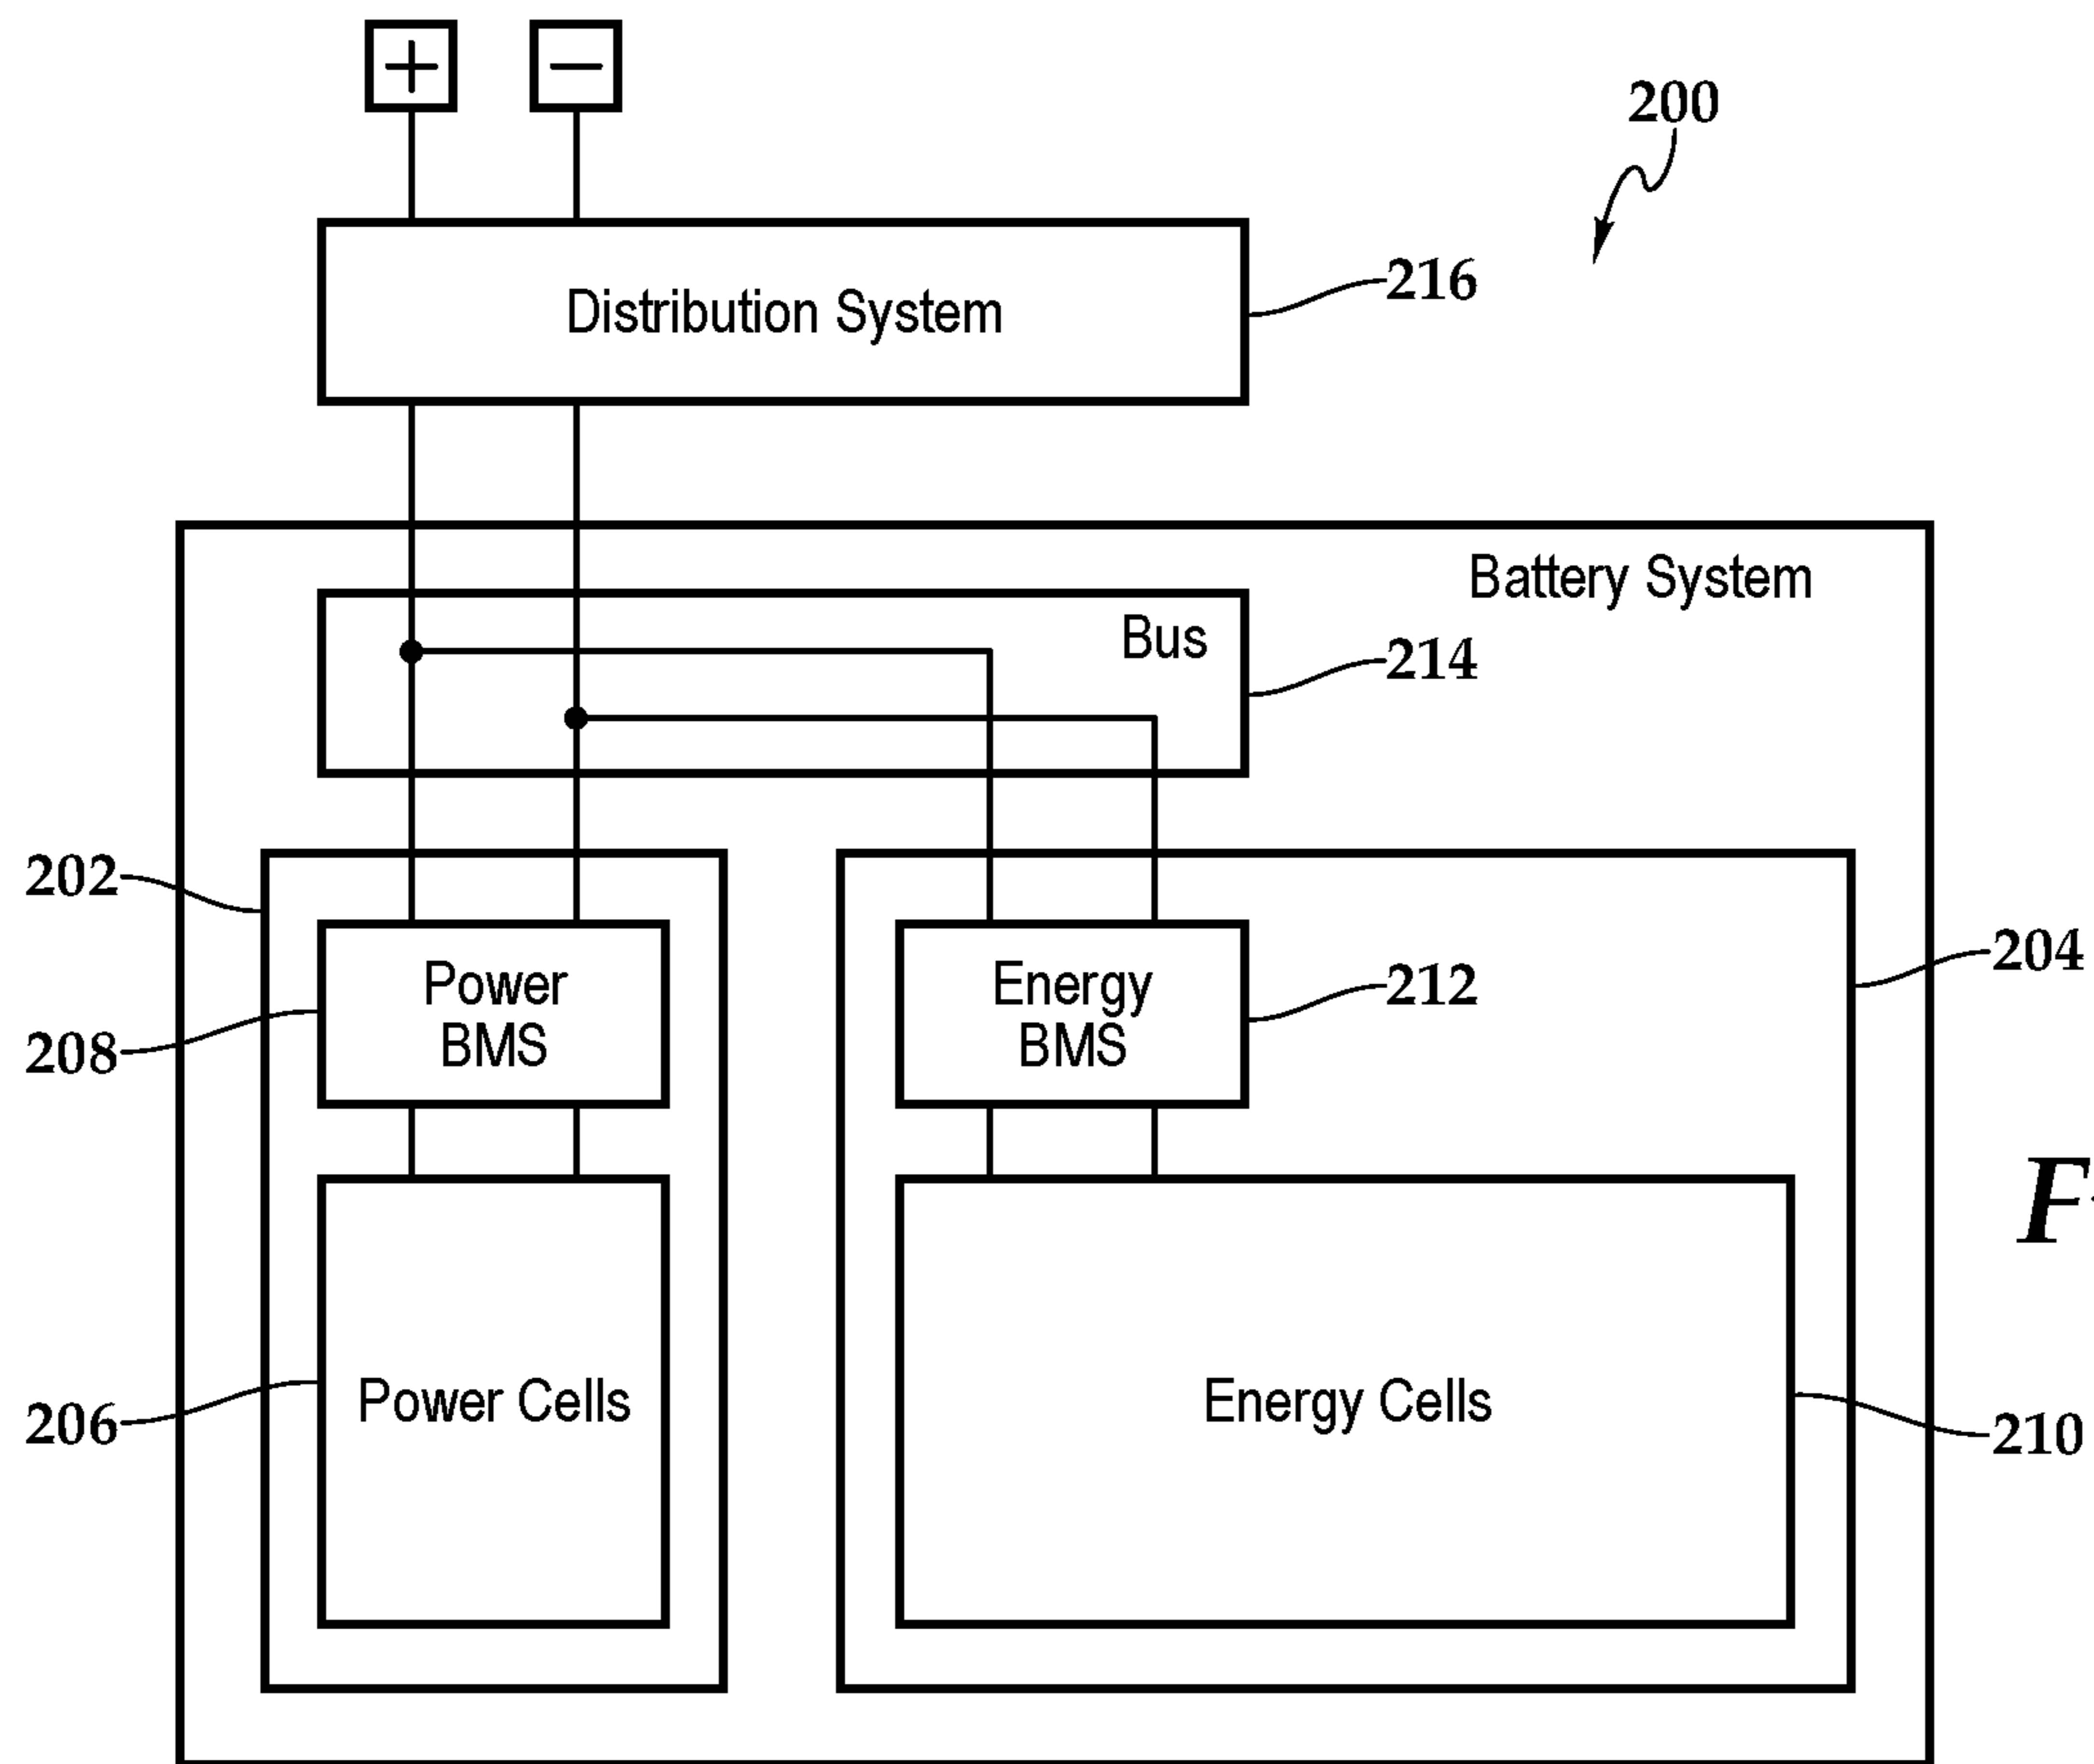 + −
200
Distribution System
216
Battery System
Bus
214
202
204
Power
BMS
Energy
BMS
212
208
F
Power Cells
Energy Cells
206
210